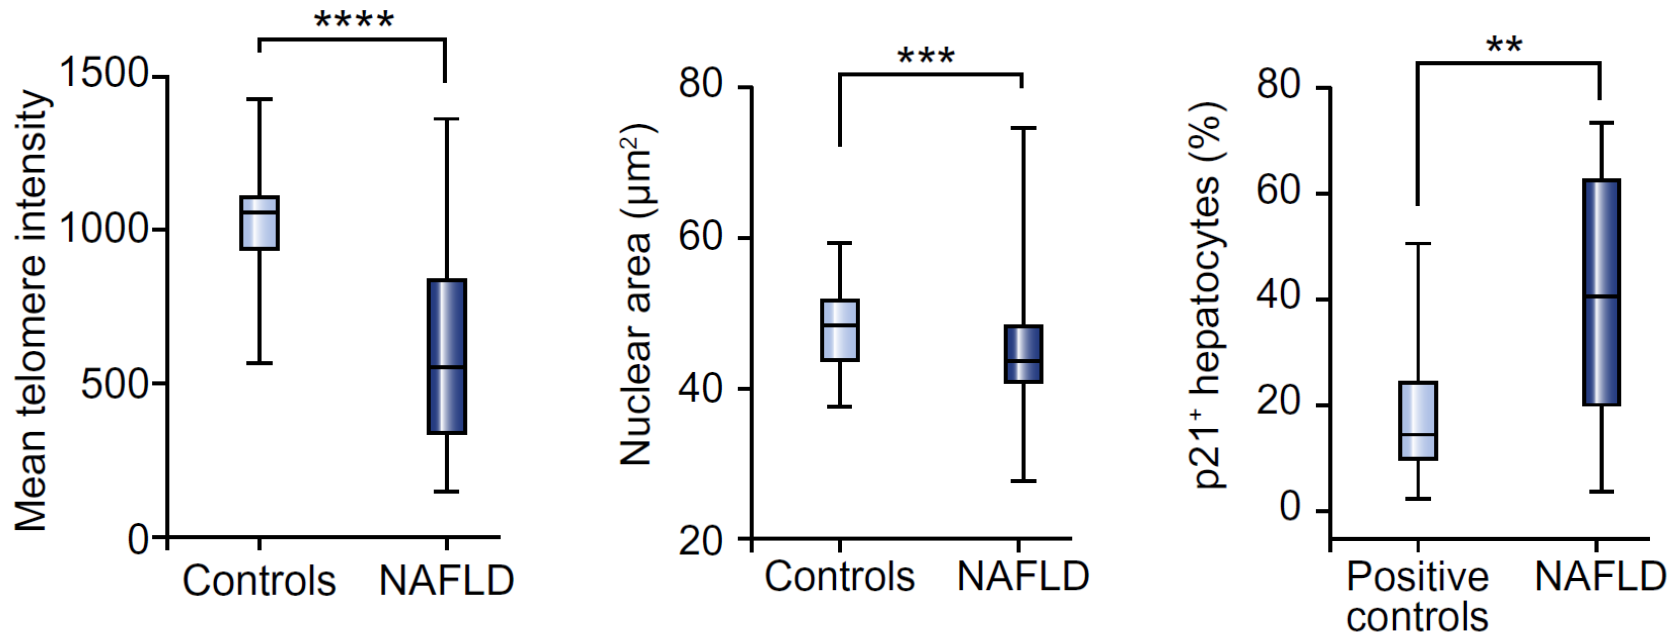 ****
Mean telomere intensity
1500
1000
500
0
Controls NAFLD
***
Nuclear area (µm²)
80
60
40
20
Controls NAFLD
**
p21⁺ hepatocytes (%)
80
60
40
20
0
Positive controls NAFLD